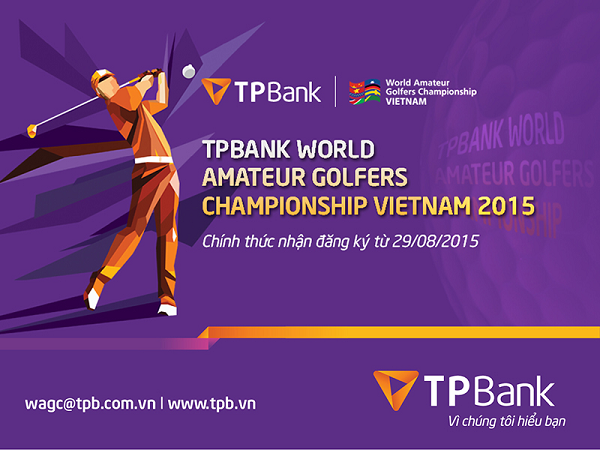 TPBank
World Amateur
Golfers Championship
VIETNAM
TPBANK WORLD
AMATEUR GOLFERS
CHAMPIONSHIP VIETNAM 2015
Chính thức nhận đăng ký từ 29/08/2015
TPBANK WORLD
AMATEUR GOLFERS
CHAMPIONSHIP
wagc@tpb.com.vn | www.tpb.vn
TPBank
Vì chúng tôi hiểu bạn